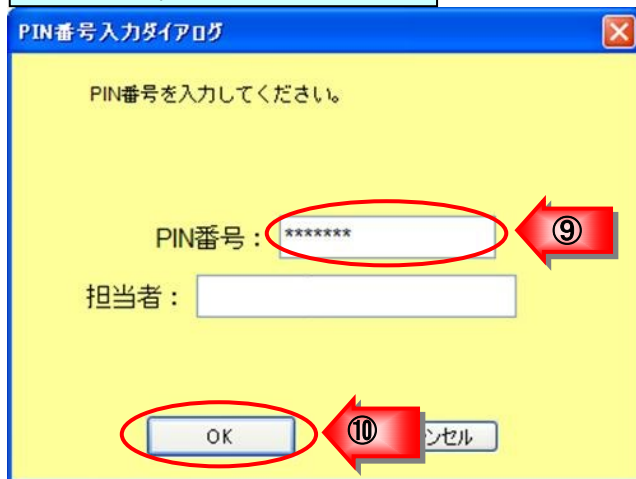 PIN番号入力ダイアログ
PIN番号を入力してください。
PIN番号： ******* ⑨
担当者：
OK ⑩ ンセル